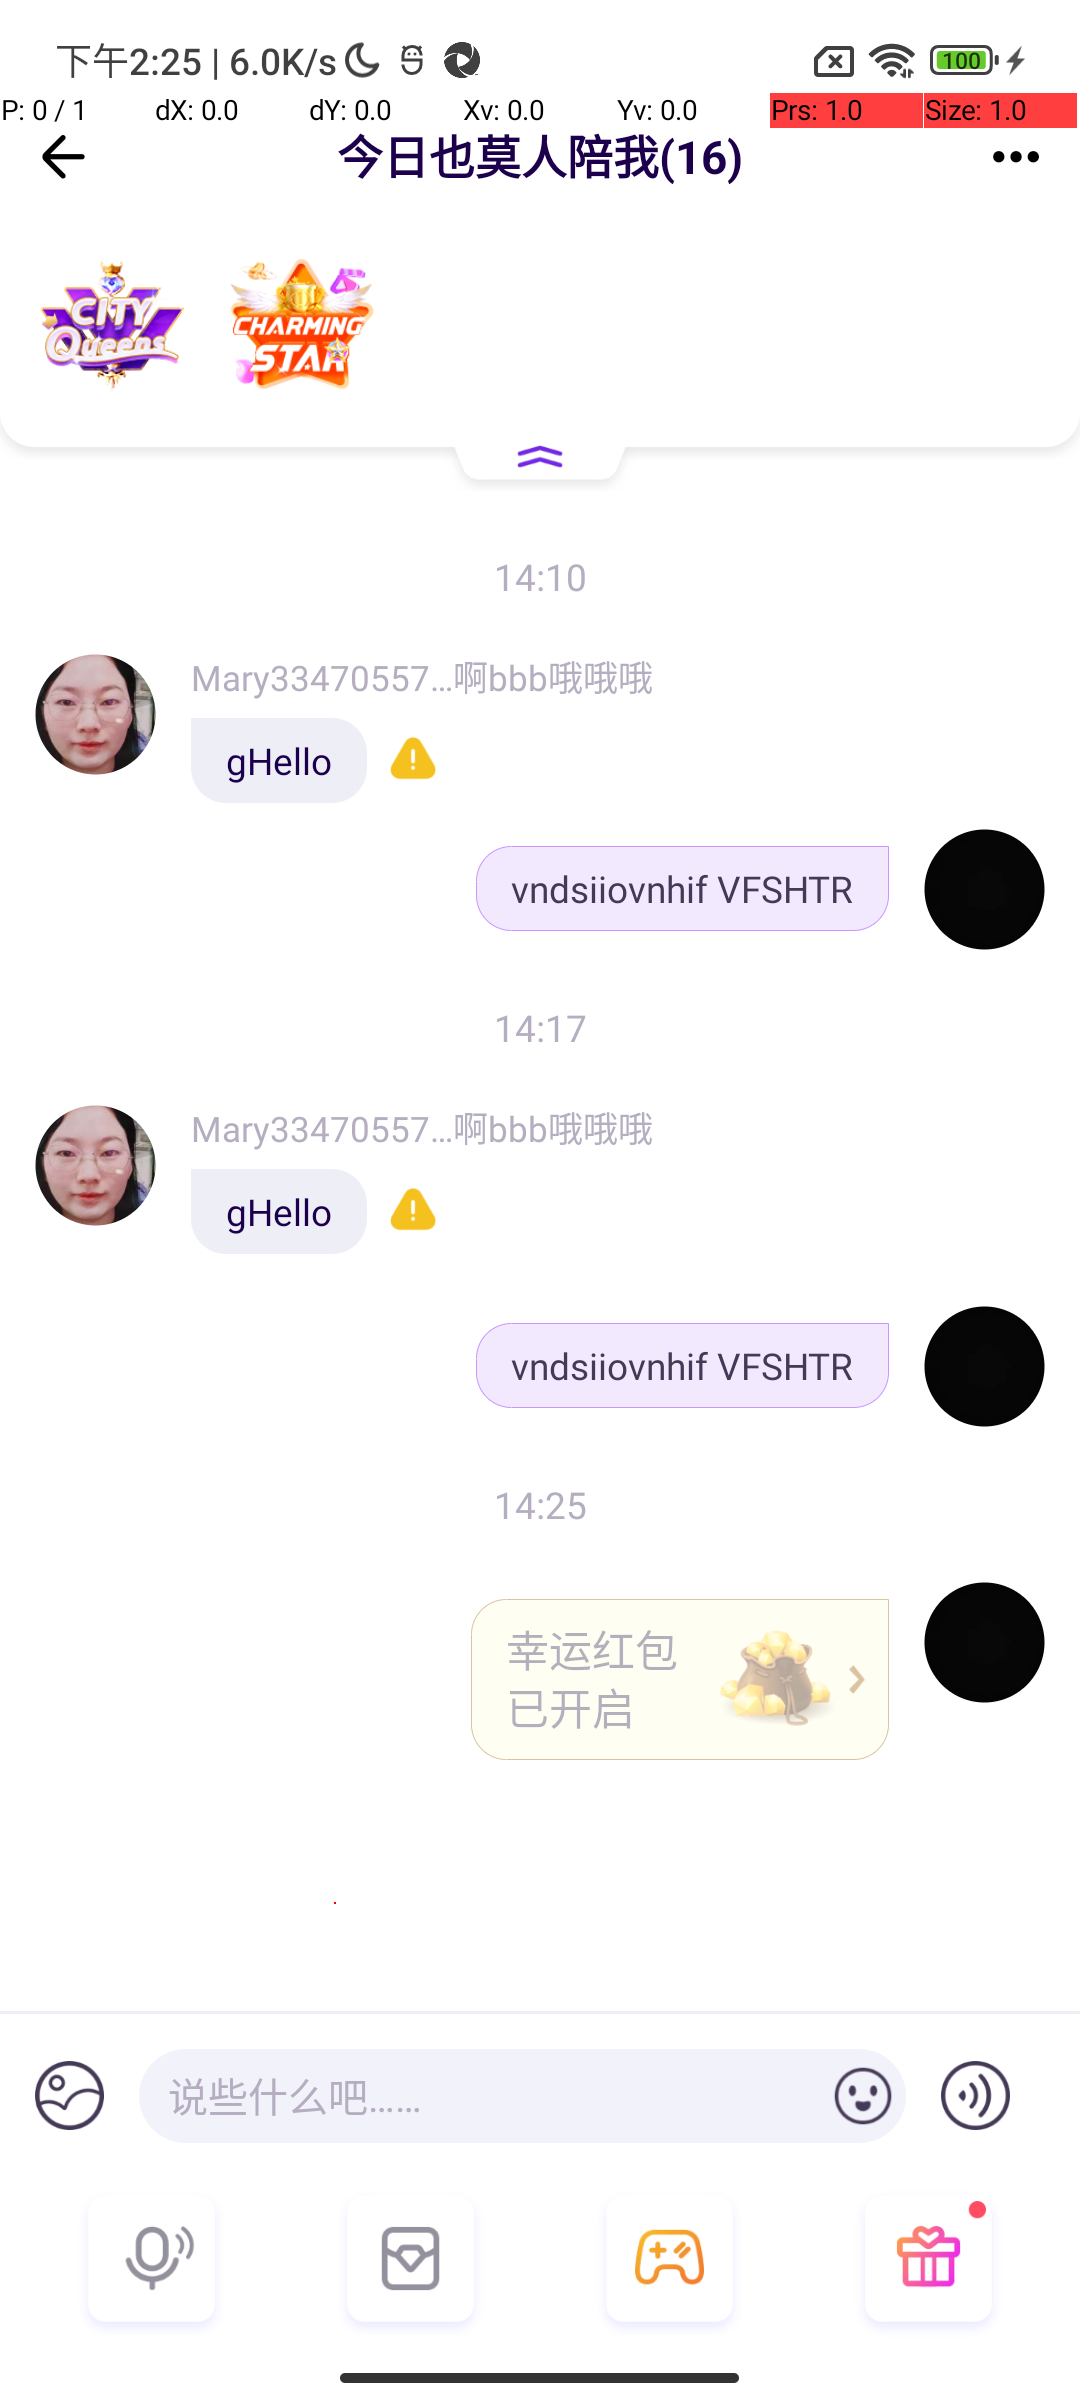 下午2:25 | 6.0K/s
100
P: 0 / 1 dX: 0.0 dY: 0.0 Xv: 0.0 Yv: 0.0 Prs: 1.0 Size: 1.0
今日也莫人陪我(16)
CITY
Queens
CHARMING
STAR
14:10
Mary33470557...啊bbb哦哦哦
gHello
vndsiiovnhif VFSHTR
14:17
Mary33470557...啊bbb哦哦哦
gHello
vndsiiovnhif VFSHTR
14:25
幸运红包
已开启
说些什么吧......